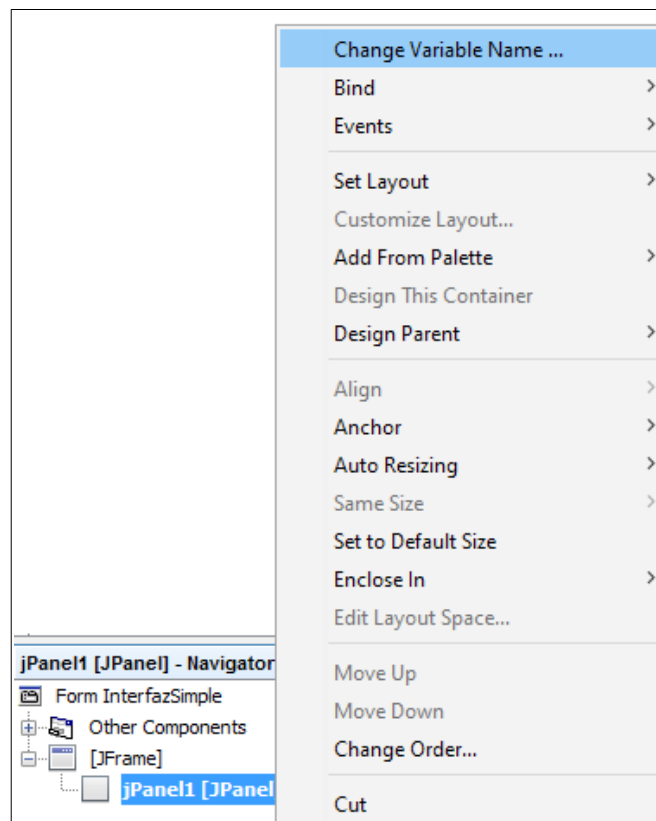 Change Variable Name ...
Bind
Events
Set Layout
Customize Layout...
Add From Palette
Design This Container
Design Parent
Align
Anchor
Auto Resizing
Same Size
Set to Default Size
Enclose In
Edit Layout Space...
Move Up
Move Down
Change Order...
Cut
jPanel1 [JPanel] - Navigator
Form InterfazSimple
Other Components
[JFrame]
jPanel1 [JPanel